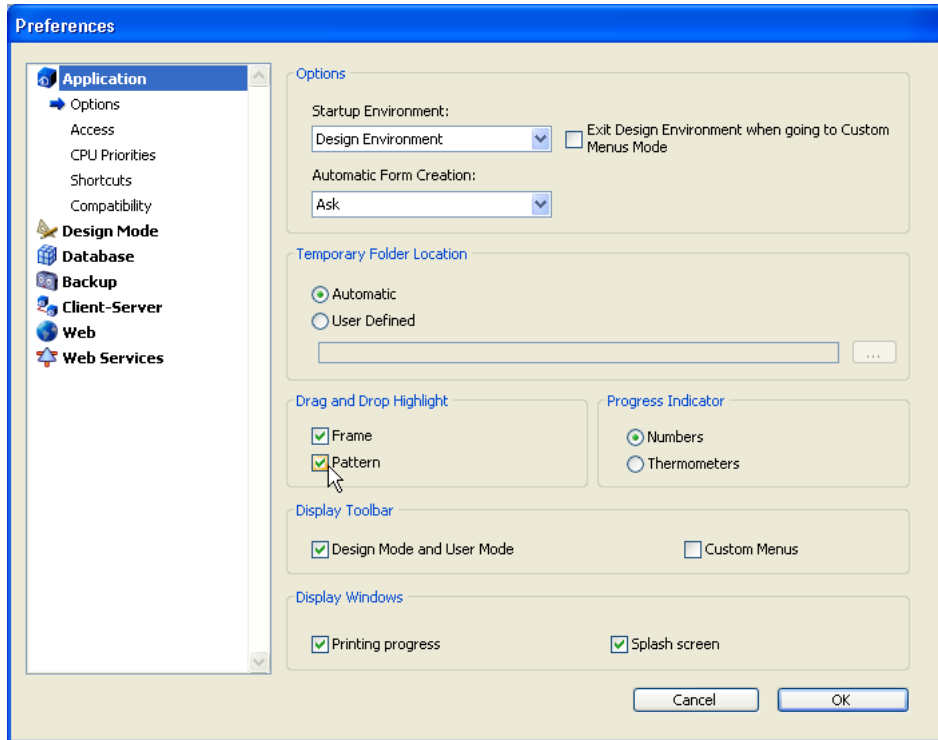 Preferences
Application
Options
Access
CPU Priorities
Shortcuts
Compatibility
Design Mode
Database
Backup
Client-Server
Web
Web Services
Options
Startup Environment:
Design Environment
Exit Design Environment when going to Custom
Menus Mode
Automatic Form Creation:
Ask
Temporary Folder Location
Automatic
User Defined
...
Drag and Drop Highlight
Frame
Pattern
Progress Indicator
Numbers
Thermometers
Display Toolbar
Design Mode and User Mode
Custom Menus
Display Windows
Printing progress
Splash screen
Cancel
OK